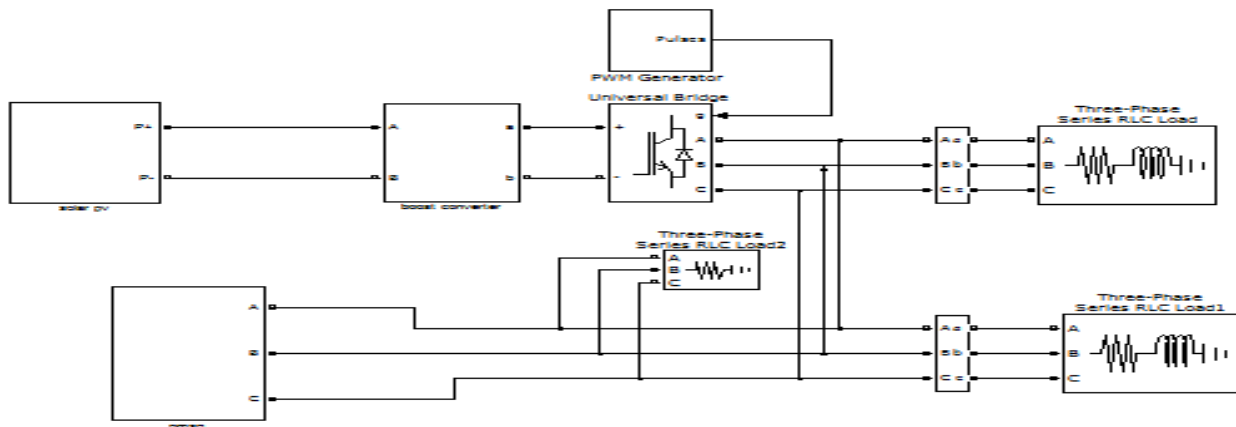 Pulses
PWM Generator
Universal Bridge
g
+
-
A
B
C
P+
P-
solar pv
A
B
a
b
boost converter
Aa
Bb
Cc
Three-Phase
Series RLC Load
A
B
C
Three-Phase
Series RLC Load2
A
B
C
A
B
C
Aa
Bb
Cc
Three-Phase
Series RLC Load1
A
B
C